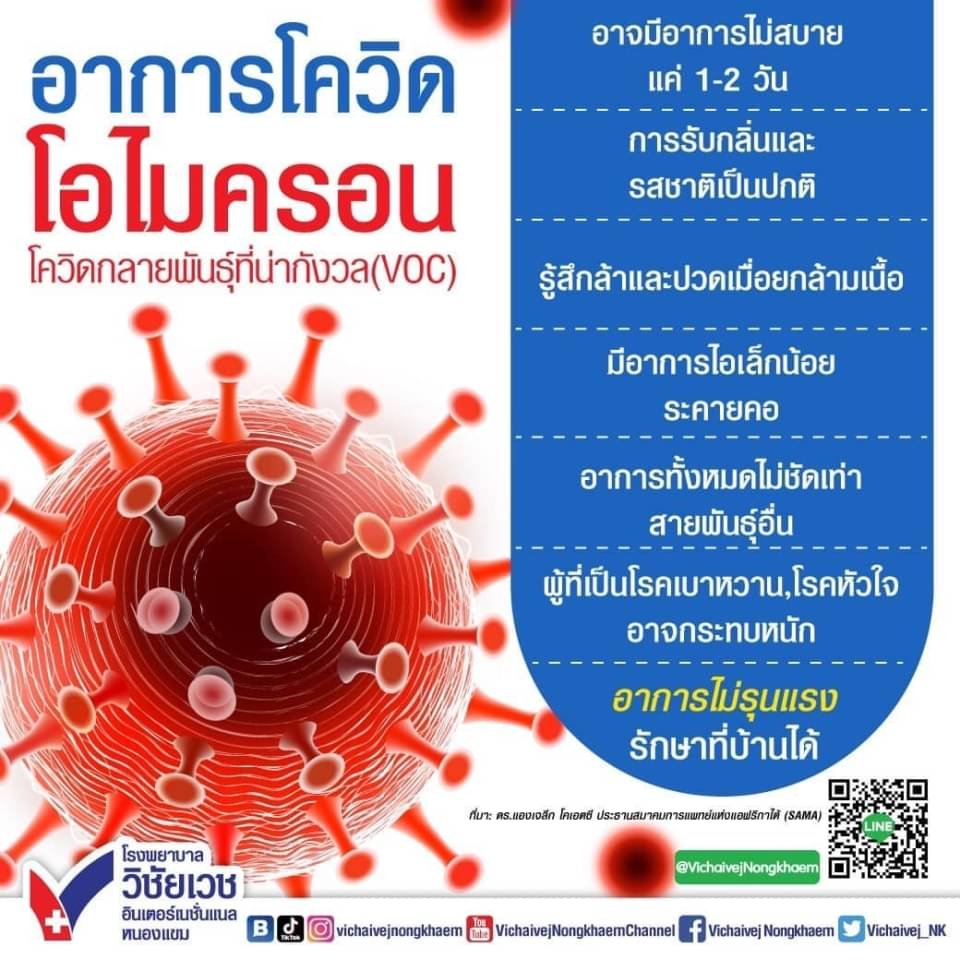 อาการโควิด
โอไมครอน
โควิดกลายพันธุ์ที่น่ากังวล(VOC)
อาจมีอาการไม่สบาย
แค่ 1-2 วัน
การรับกลิ่นและ
รสชาติเป็นปกติ
รู้สึกล้าและปวดเมื่อยกล้ามเนื้อ
มีอาการไอเล็กน้อย
ระคายคอ
อาการทั้งหมดไม่ชัดเท่า
สายพันธุ์อื่น
ผู้ที่เป็นโรคเบาหวาน,โรคหัวใจ
อาจกระทบหนัก
อาการไม่รุนแรง
รักษาที่บ้านได้
ที่มา: ดร.แองเจลีก โคเอตซี ประธานสมาคมการแพทย์แห่งแอฟริกาใต้ (SAMA)
LINE
@VichaivejNongkhaem
โรงพยาบาล
วิชัยเวช
อินเตอร์เนชั่นแนล
หนองแขม
B TikTok vichaivejnongkhaem You Tube VichaivejNongkhaemChannel f Vichaivej Nongkhaem Vichaivej_NK